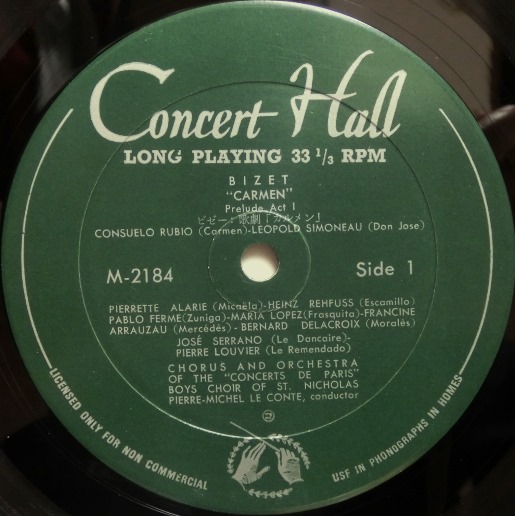 Concert Hall
LONG PLAYING 33 1/3 RPM
BIZET
"CARMEN"
Prelude Act I
ビゼー:歌劇「カルメン」
CONSUELO RUBIO (Carmen)-LEOPOLD SIMONEAU (Don Jose)
M-2184 Side 1
PIERRETTE ALARIE (Micaëla)-HEINZ REHFUSS (Escamillo)
PABLO FERME(Zuniga)-MARIA LOPEZ(Frasquita)-FRANCINE
ARRAUZAU (Mercédès)-BERNARD DELACROIX (Moralès)
JOSÉ SERRANO (Le Dancaire)-
PIERRE LOUVIER (Le Remendado)
CHORUS AND ORCHESTRA
OF THE "CONCERTS DE PARIS"
BOYS CHOIR OF ST. NICHOLAS
PIERRE-MICHEL LE CONTE, conductor
LICENSED ONLY FOR NON COMMERCIAL
USF IN PHONOGRAPHS IN HOMES